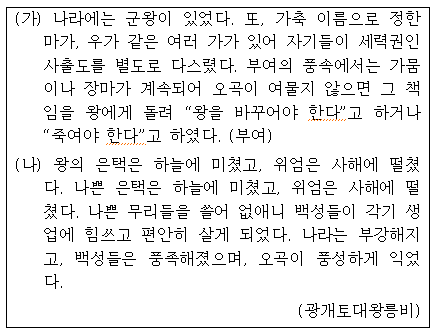 (가) 나라에는 군왕이 있었다. 또, 가축 이름으로 정한
마가, 우가 같은 여러 가가 있어 자기들이 세력권인
사출도를 별도로 다스렸다. 부여의 풍속에서는 가뭄
이나 장마가 계속되어 오곡이 여물지 않으면 그 책
임을 왕에게 돌려 “왕을 바꾸어야 한다”고 하거나
“죽여야 한다”고 하였다. (부여)
(나) 왕의 은택은 하늘에 미쳤고, 위엄은 사해에 떨쳤
다. 나쁜 은택은 하늘에 미쳤고, 위엄은 사해에 떨
쳤다. 나쁜 무리들을 쓸어 없애니 백성들이 각기 생
업에 힘쓰고 편안히 살게 되었다. 나라는 부강해지
고, 백성들은 풍족해졌으며, 오곡이 풍성하게 익었
다.
(광개토대왕릉비)